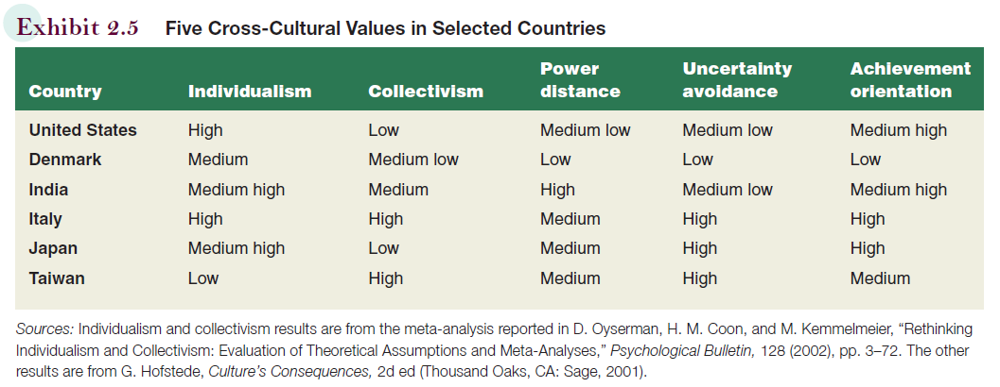 Exhibit 2.5 Five Cross-Cultural Values in Selected Countries
Country Individualism Collectivism Power distance Uncertainty avoidance Achievement orientation
United States High Low Medium low Medium low Medium high
Denmark Medium Medium low Low Low Low
India Medium high Medium High Medium low Medium high
Italy High High Medium High High
Japan Medium high Low Medium High High
Taiwan Low High Medium High Medium
Sources: Individualism and collectivism results are from the meta-analysis reported in D. Oyserman, H. M. Coon, and M. Kemmelmeier, “Rethinking
Individualism and Collectivism: Evaluation of Theoretical Assumptions and Meta-Analyses,” Psychological Bulletin, 128 (2002), pp. 3–72. The other
results are from G. Hofstede, Culture’s Consequences, 2d ed (Thousand Oaks, CA: Sage, 2001).